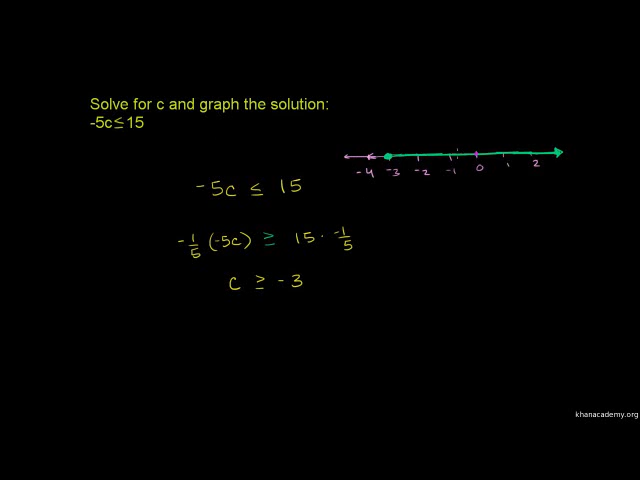 Solve for c and graph the solution:
-5c≤15
-4 -3 -2 -1 0 1 2
-5c ≤ 15
-1/5 (-5c) ≥ 15 · -1/5
c ≥ -3
khanacademy.org